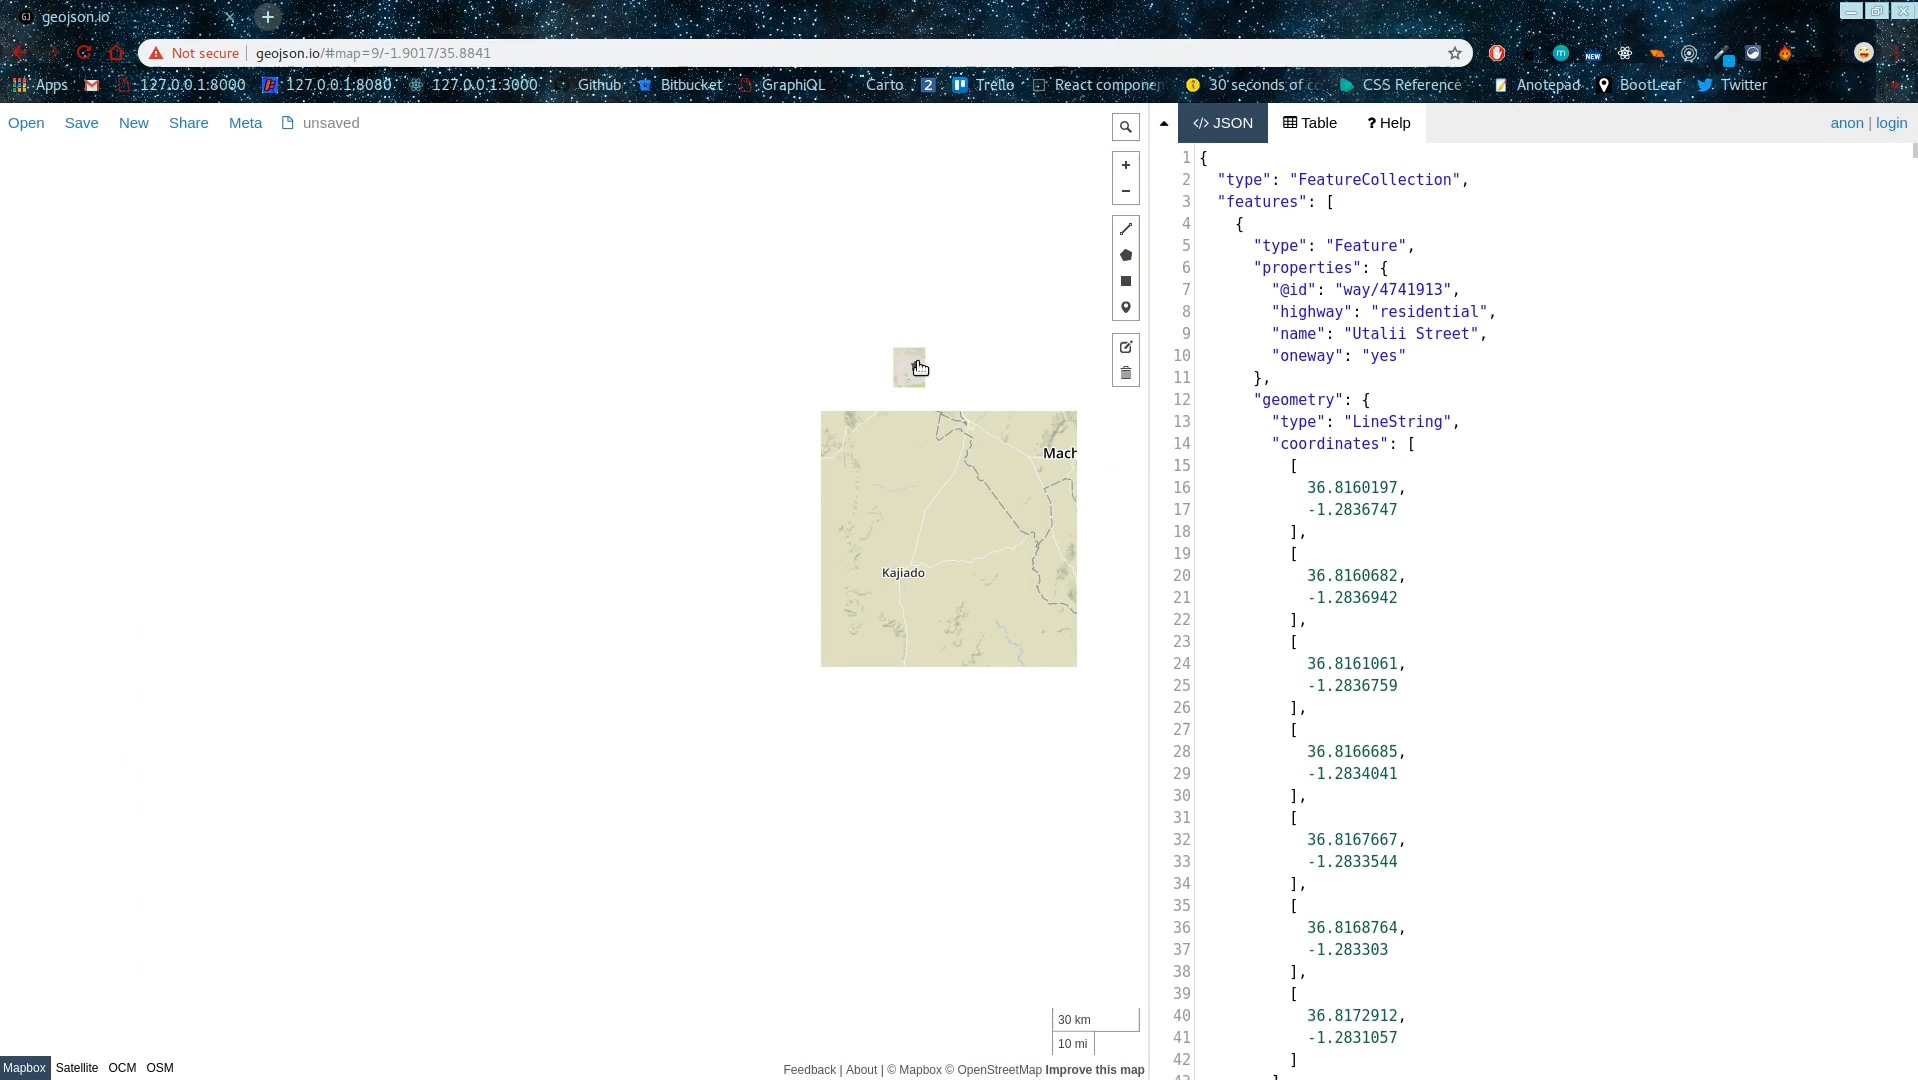 geojson.io
Not secure geojson.io/#map=9/-1.9017/35.8841
NEW
Apps 127.0.0.1:8000 127.0.0.1:8080 127.0.0.1:3000 Github Bitbucket GraphiQL Carto 2 Trello React componen 30 seconds of co CSS Reference Anotepad BootLeaf Twitter
Open Save New Share Meta unsaved
</> JSON Table ? Help anon | login
Mach
Kajiado
30 km
10 mi
Mapbox Satellite OCM OSM
Feedback | About | © Mapbox © OpenStreetMap Improve this map
1 {
2 "type": "FeatureCollection",
3 "features": [
4 {
5 "type": "Feature",
6 "properties": {
7 "@id": "way/4741913",
8 "highway": "residential",
9 "name": "Utalii Street",
10 "oneway": "yes"
11 },
12 "geometry": {
13 "type": "LineString",
14 "coordinates": [
15 [
16 36.8160197,
17 -1.2836747
18 ],
19 [
20 36.8160682,
21 -1.2836942
22 ],
23 [
24 36.8161061,
25 -1.2836759
26 ],
27 [
28 36.8166685,
29 -1.2834041
30 ],
31 [
32 36.8167667,
33 -1.2833544
34 ],
35 [
36 36.8168764,
37 -1.283303
38 ],
39 [
40 36.8172912,
41 -1.2831057
42 ]